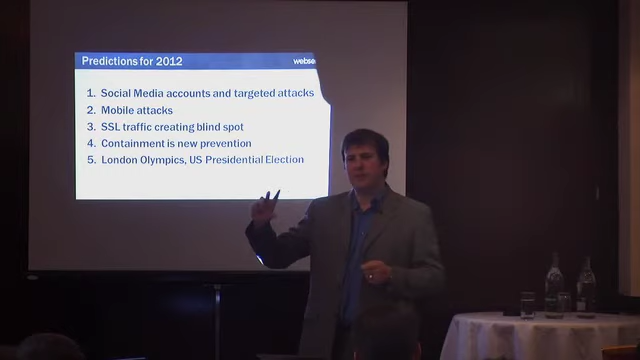 Predictions for 2012
webse
1. Social Media accounts and targeted attacks
2. Mobile attacks
3. SSL traffic creating blind spot
4. Containment is new prevention
5. London Olympics, US Presidential Election